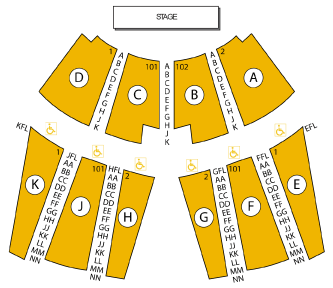 STAGE
1
A
B
C
D
E
F
G
H
J
K
D
101
C
A
B
C
D
E
F
G
H
J
K
102
B
2
A
B
C
D
E
F
G
H
J
K
A
KFL
1
K
JFL
AA
BB
CC
DD
EE
FF
GG
HH
JJ
KK
LL
MM
NN
101
J
HFL
AA
BB
CC
DD
EE
FF
GG
HH
JJ
KK
LL
MM
NN
2
H
2
G
GFL
AA
BB
CC
DD
EE
FF
GG
HH
JJ
KK
LL
MM
NN
101
F
FFL
AA
BB
CC
DD
EE
FF
GG
HH
JJ
KK
LL
MM
NN
1
E
EFL